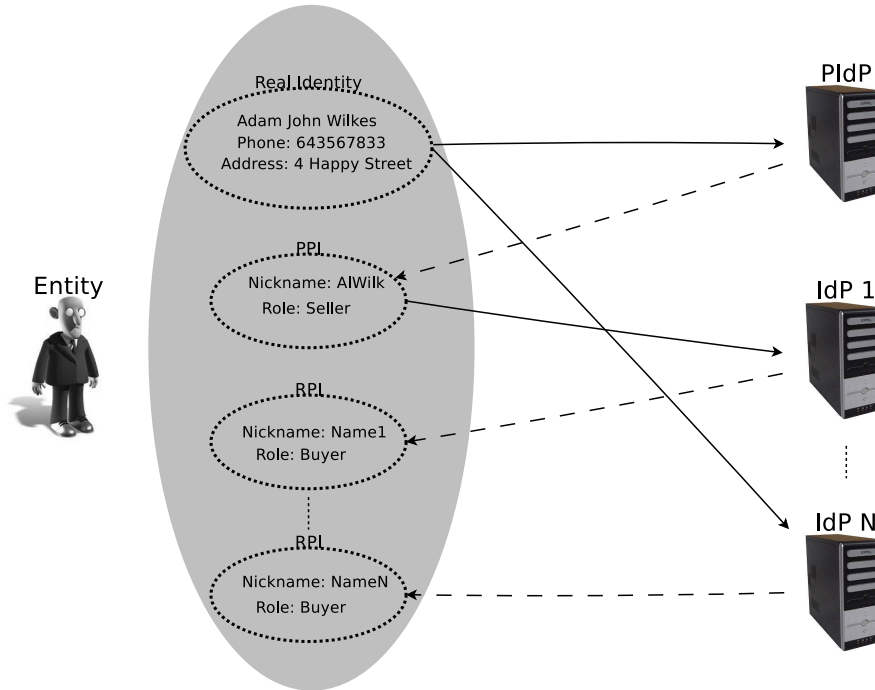 Entity
Real Identity
Adam John Wilkes
Phone: 643567833
Address: 4 Happy Street
PPI
Nickname: AlWilk
Role: Seller
RPI
Nickname: Name1
Role: Buyer
RPI
Nickname: NameN
Role: Buyer
PIdP
IdP 1
IdP N